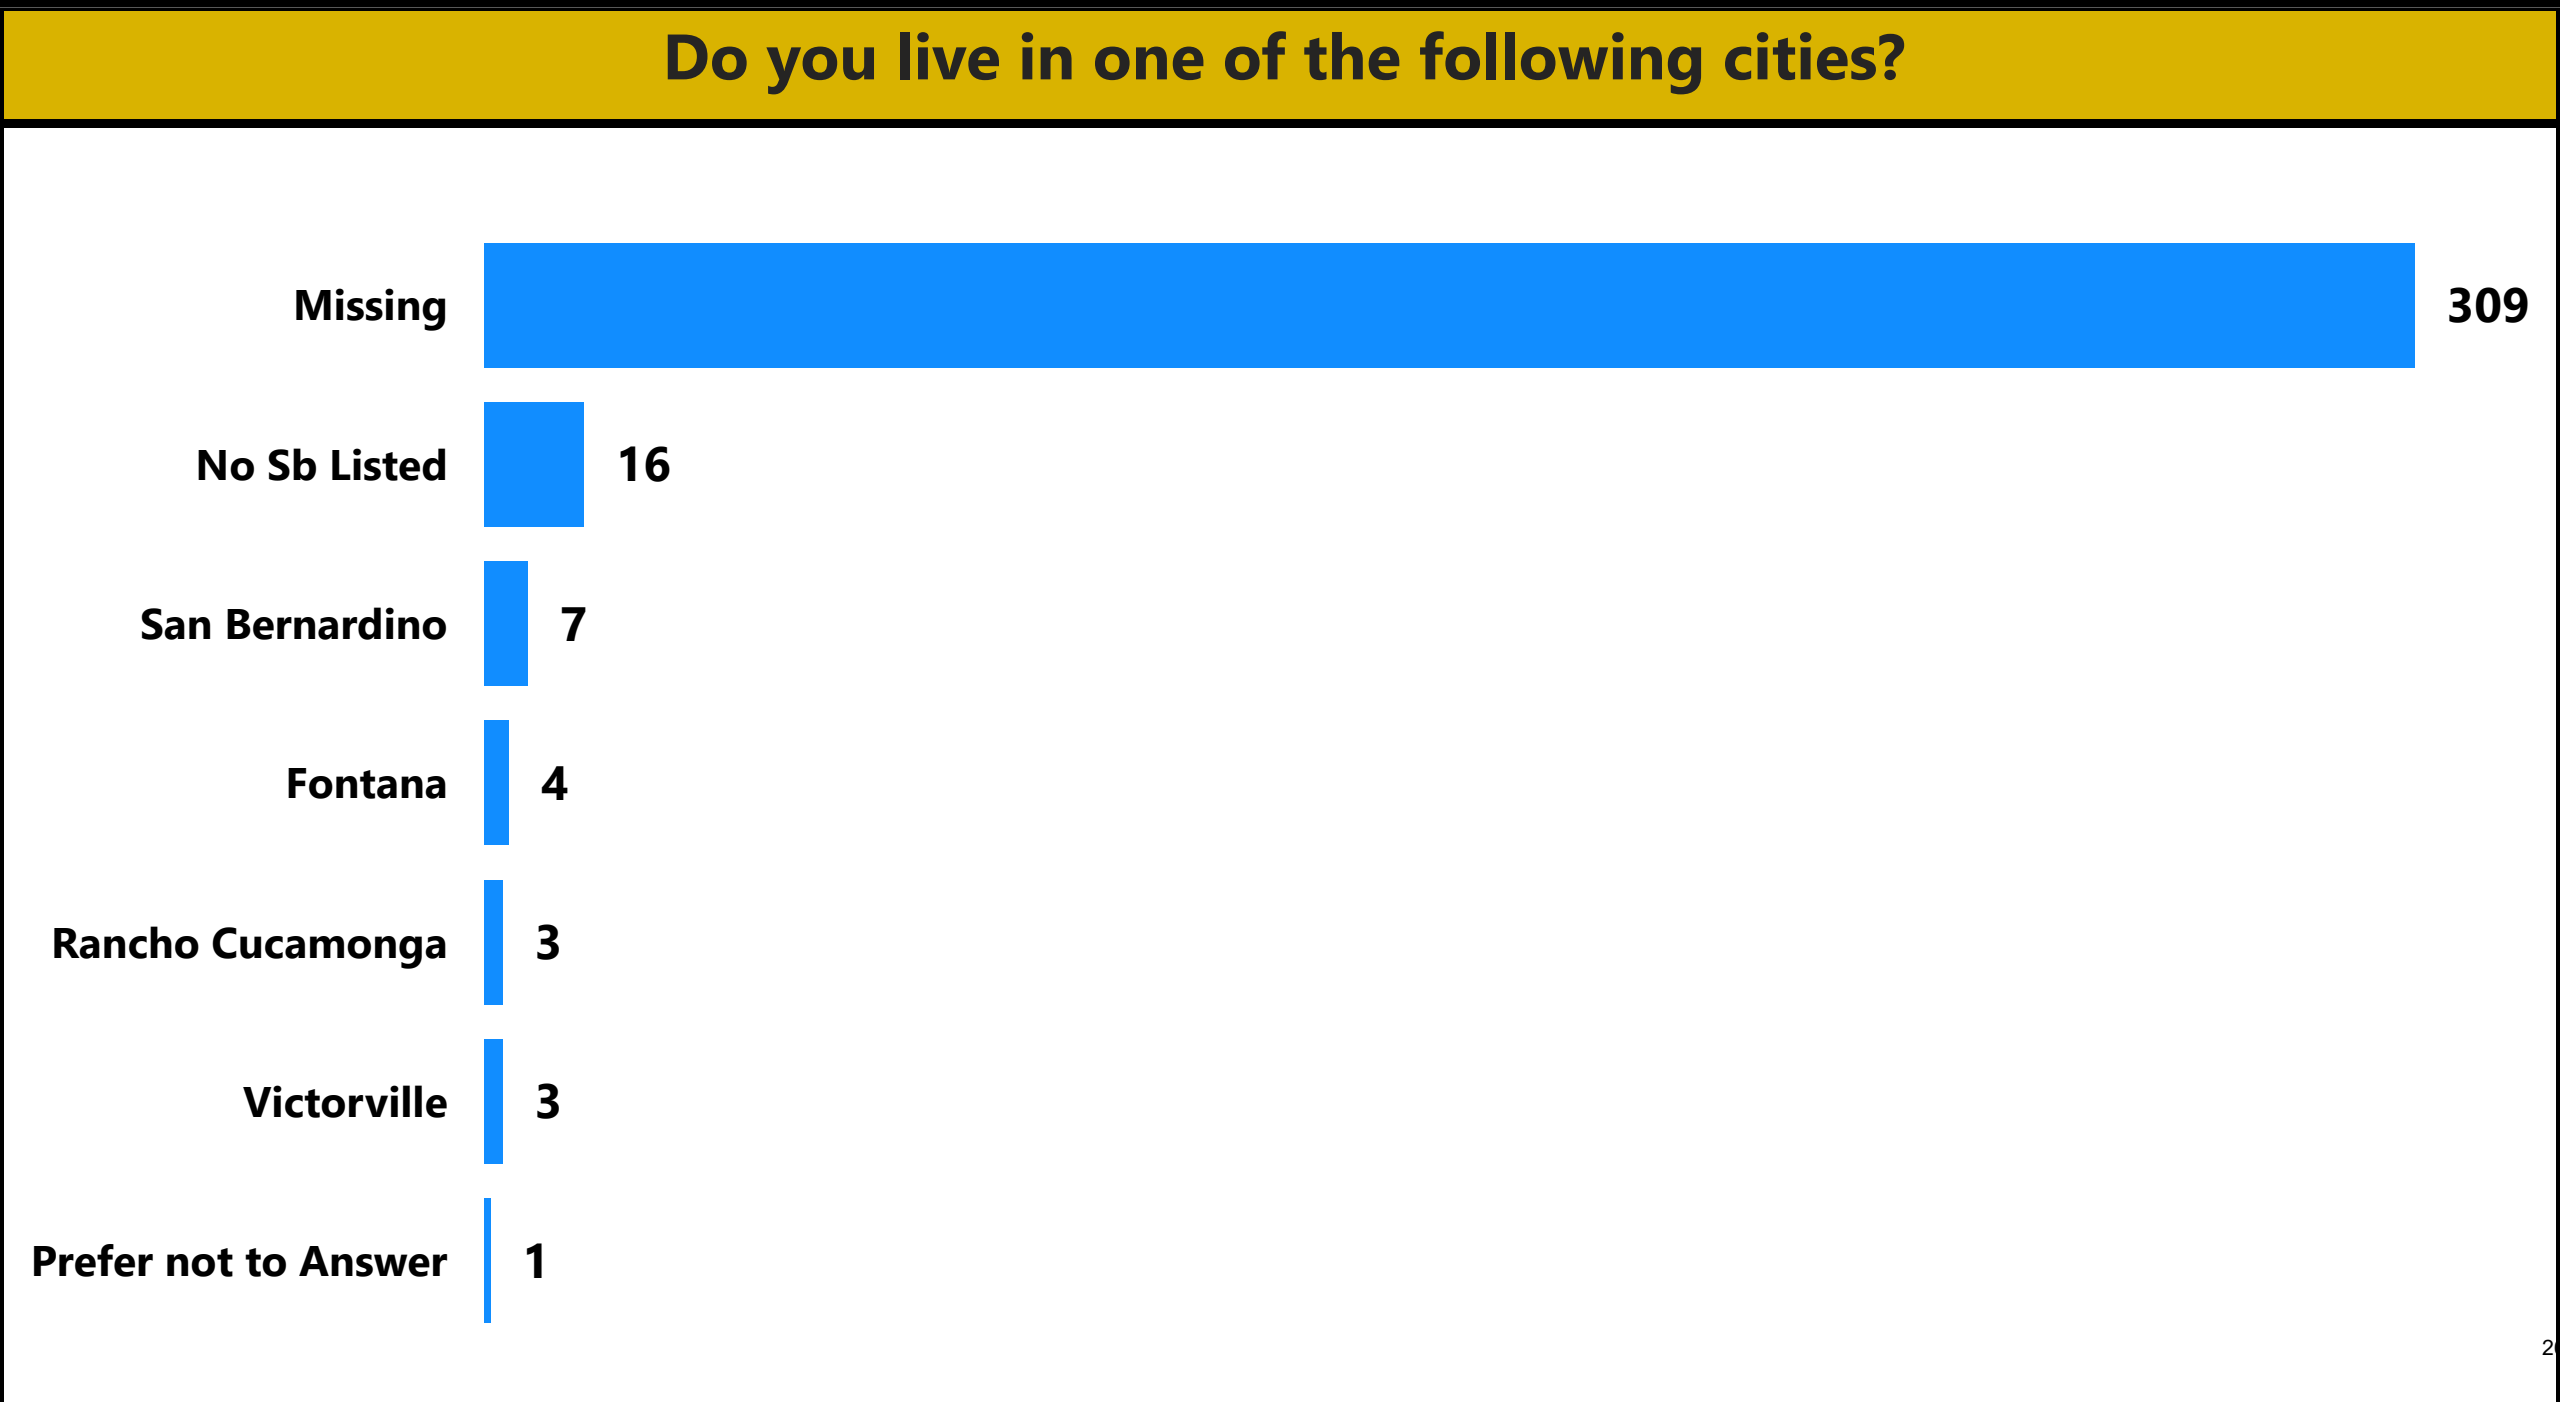 Do you live in one of the following cities?
Missing 309
No Sb Listed 16
San Bernardino 7
Fontana 4
Rancho Cucamonga 3
Victorville 3
Prefer not to Answer 1